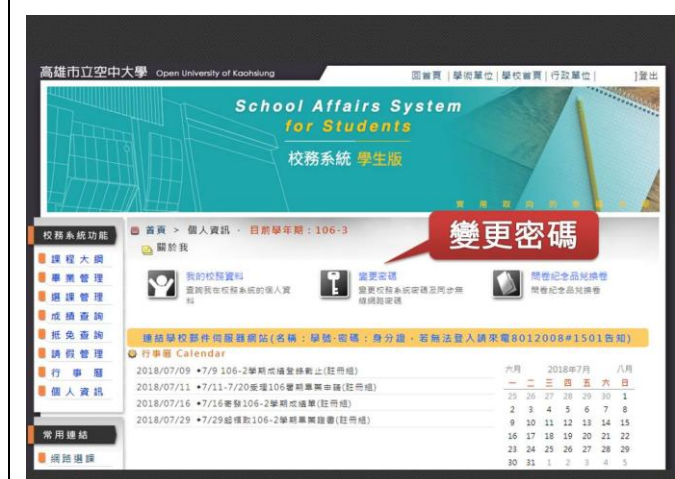 高雄市立空中大學 Open University of Kaohsiung
回首頁 | 學術單位 | 學校首頁 | 行政單位 | ]登出
School Affairs System
for Students
校務系統 學生版
校務系統功能
課程大綱
畢業管理
選課管理
成績查詢
抵免查詢
請假管理
行事曆
個人資訊
常用連結
網路選課
首頁 > 個人資訊 · 目前學年期：106-3
關於我
變更密碼
我的校務資料
查詢我在校務系統的個人資料
變更密碼
變更校務系統密碼及同步無線網路密碼
問卷紀念品兌換卷
問卷紀念品兌換卷
連結學校郵件伺服器網站(名稱：學號‧密碼：身分證，若無法登入請來電8012008#1501告知)
行事曆 Calendar
2018/07/09 •7/9 106-2學期成績登錄截止(註冊組)
2018/07/11 •7/11-7/20受理106暑期畢業申請(註冊組)
2018/07/16 •7/16寄發106-2學期成績單(註冊組)
2018/07/29 •7/29起領取106-2學期畢業證書(註冊組)
六月 2018年7月 八月
一 二 三 四 五 六 日
25 26 27 28 29 30 1
2 3 4 5 6 7 8
9 10 11 12 13 14 15
16 17 18 19 20 21 22
23 24 25 26 27 28 29
30 31 1 2 3 4 5